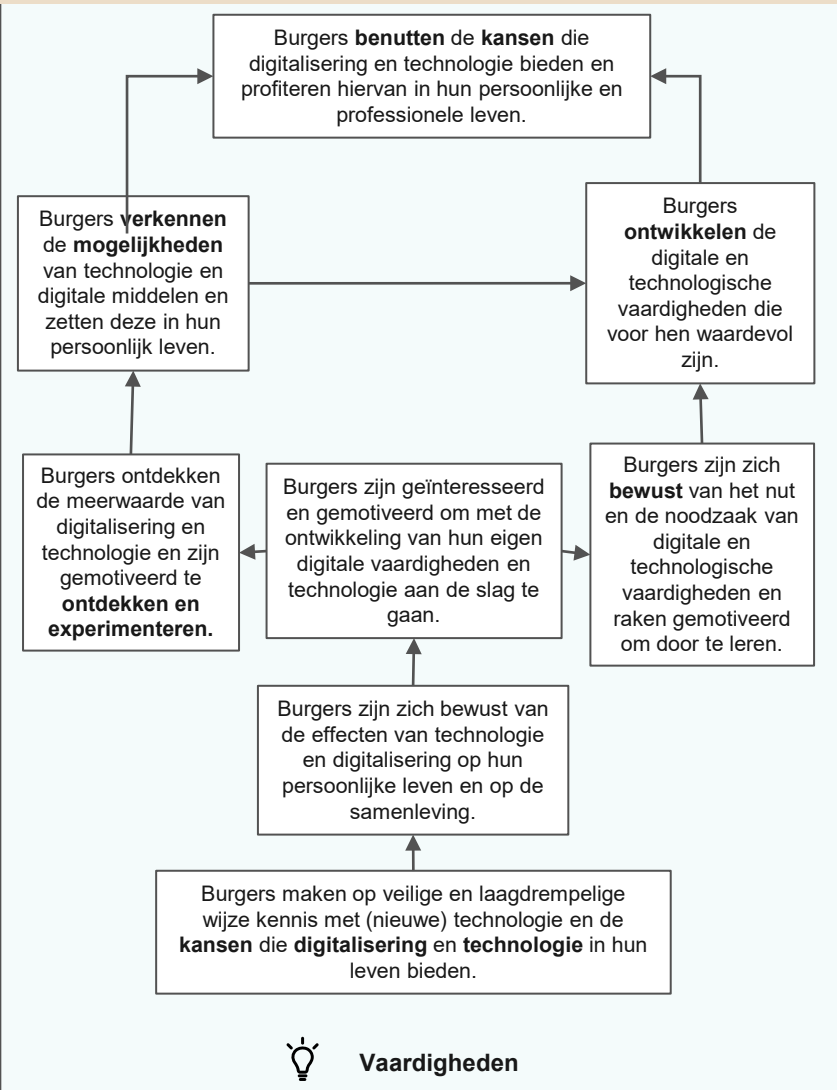 Burgers benutten de kansen die
digitalisering en technologie bieden en
profiteren hiervan in hun persoonlijke en
professionele leven.
Burgers verkennen
de mogelijkheden
van technologie en
digitale middelen en
zetten deze in hun
persoonlijk leven.
Burgers
ontwikkelen de
digitale en
technologische
vaardigheden die
voor hen waardevol
zijn.
Burgers ontdekken
de meerwaarde van
digitalisering en
technologie en zijn
gemotiveerd te
ontdekken en
experimenteren.
Burgers zijn geïnteresseerd
en gemotiveerd om met de
ontwikkeling van hun eigen
digitale vaardigheden en
technologie aan de slag te
gaan.
Burgers zijn zich
bewust van het nut
en de noodzaak van
digitale en
technologische
vaardigheden en
raken gemotiveerd
om door te leren.
Burgers zijn zich bewust van
de effecten van technologie
en digitalisering op hun
persoonlijke leven en op de
samenleving.
Burgers maken op veilige en laagdrempelige
wijze kennis met (nieuwe) technologie en de
kansen die digitalisering en technologie in hun
leven bieden.
Vaardigheden